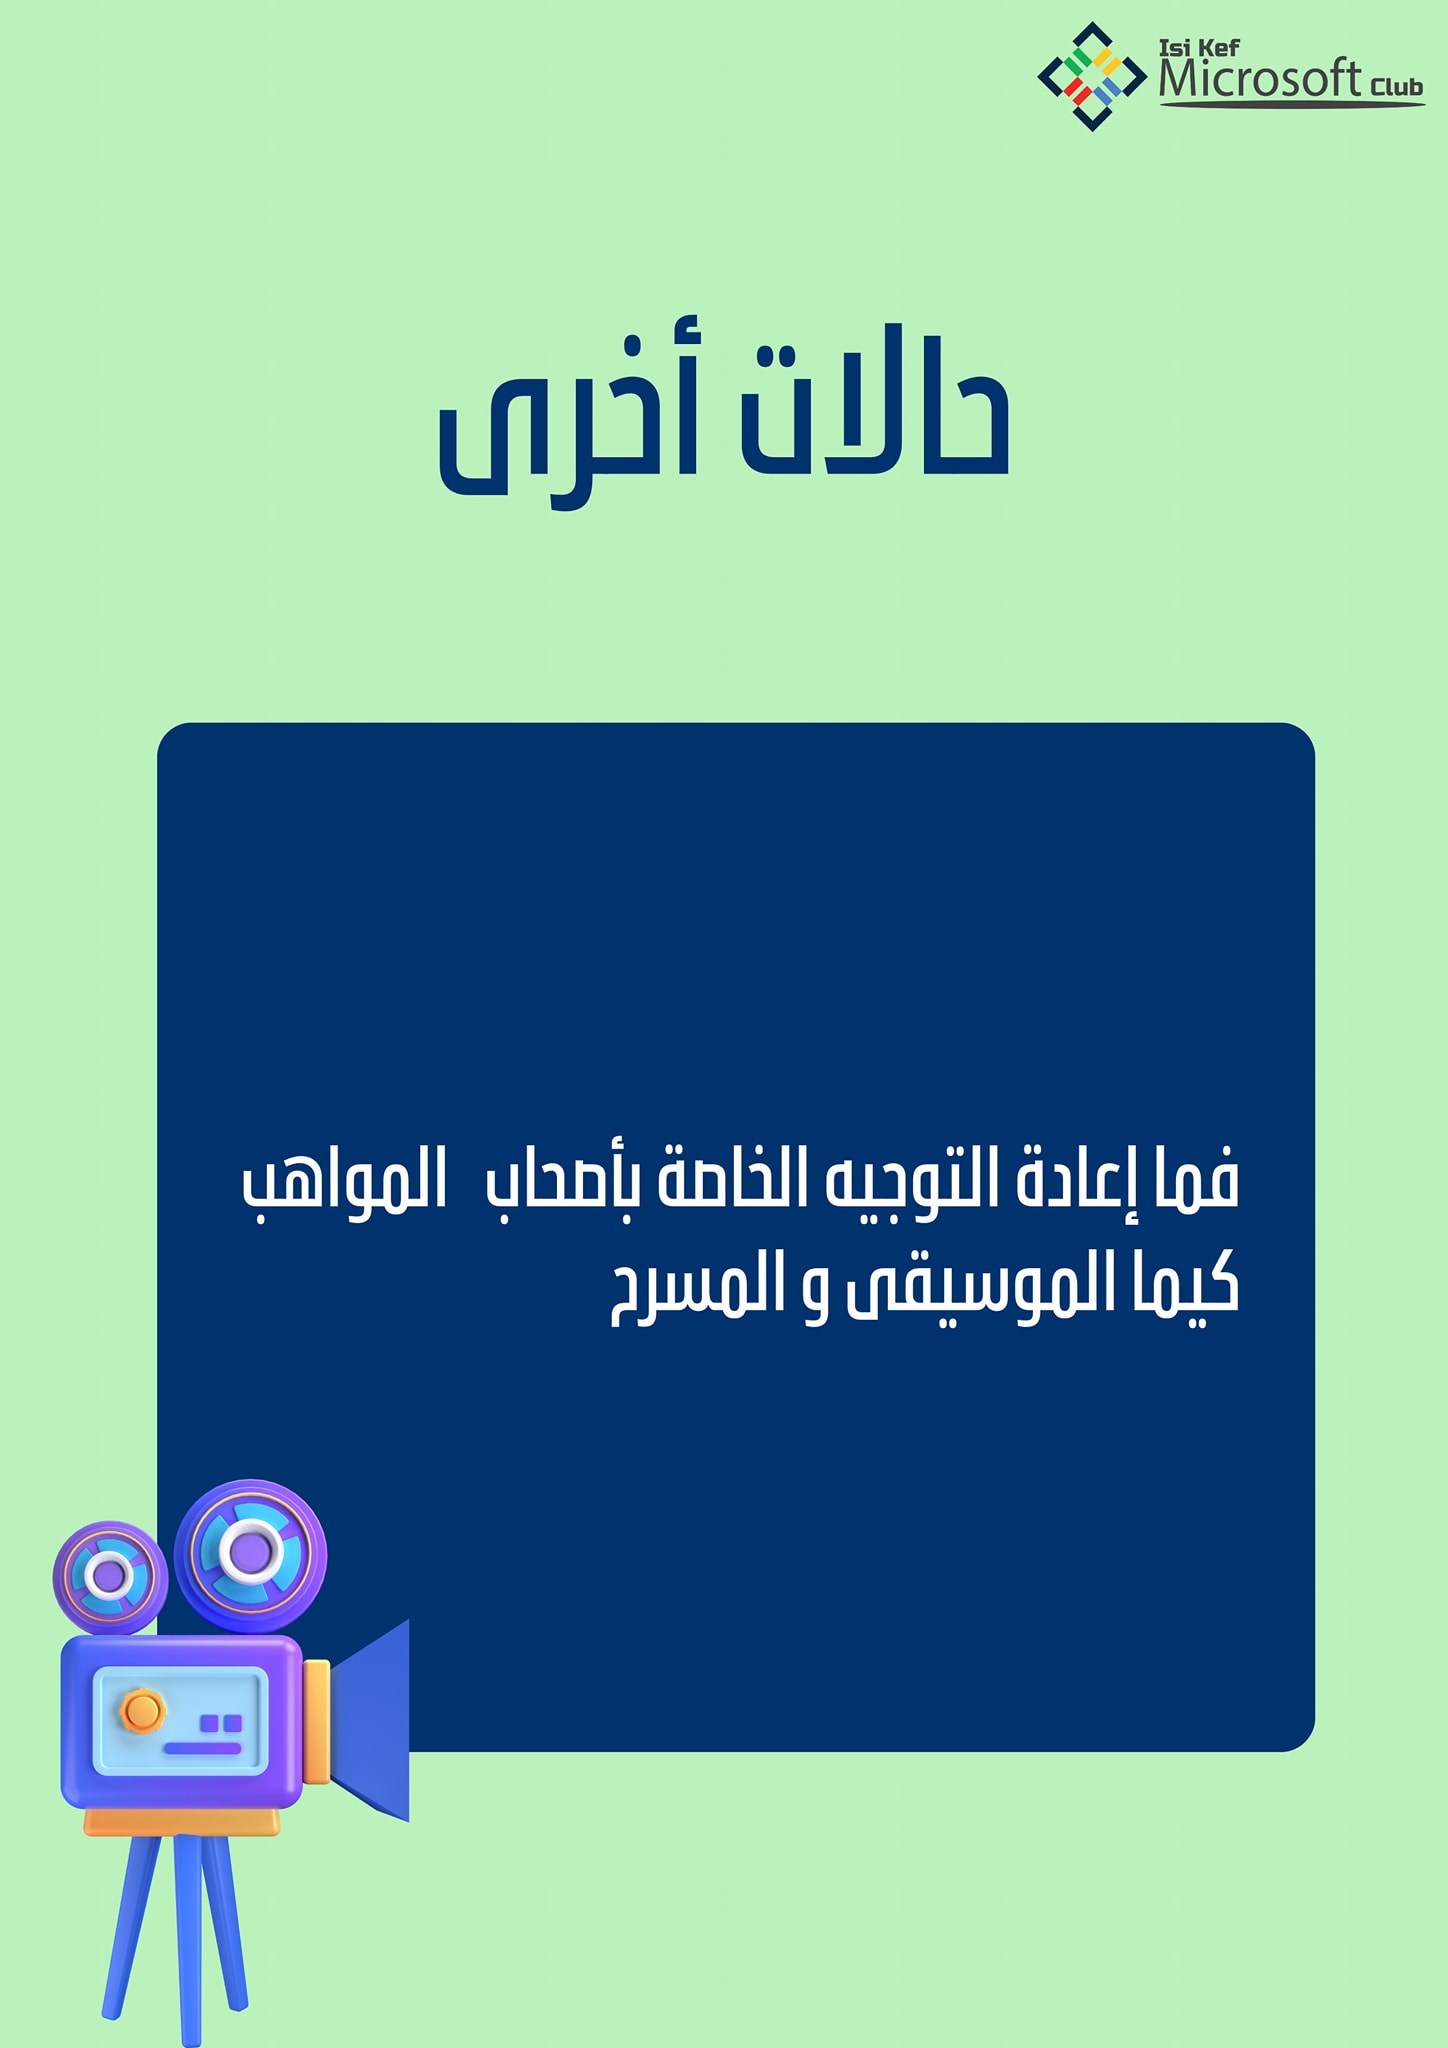 Isi Kef
Microsoft Club
حالات أخرى
فما إعادة التوجيه الخاصة بأصحاب المواهب
كيما الموسيقى و المسرح